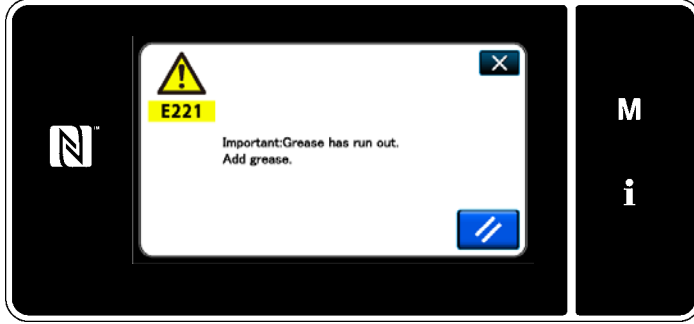 E221
Important:Grease has run out.
Add grease.
M
i